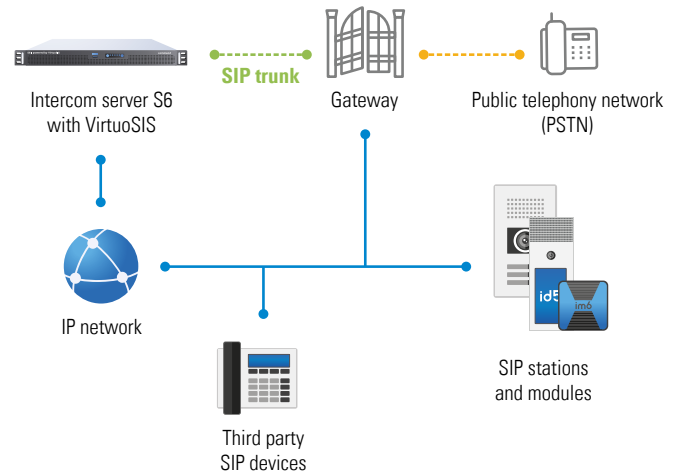 SIP trunk
Intercom server S6
with VirtuoSIS
Gateway
Public telephony network
(PSTN)
IP network
id5
im6
SIP stations
and modules
Third party
SIP devices